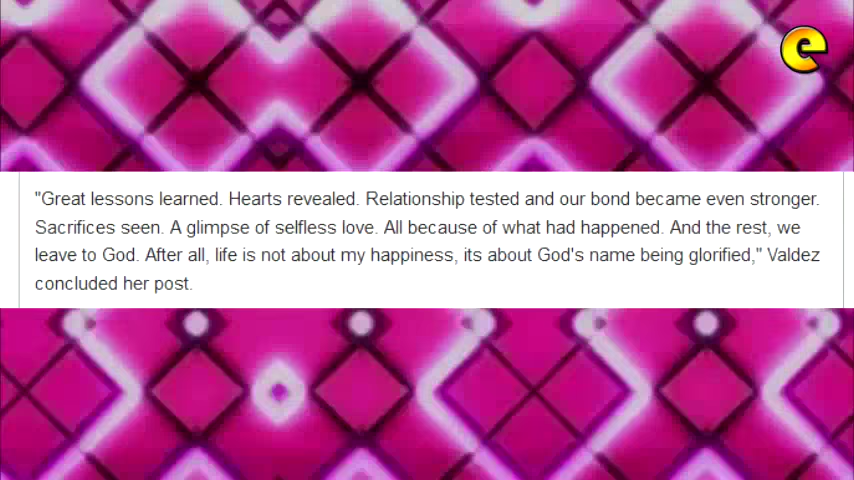 e
"Great lessons learned. Hearts revealed. Relationship tested and our bond became even stronger.
Sacrifices seen. A glimpse of selfless love. All because of what had happened. And the rest, we
leave to God. After all, life is not about my happiness, its about God's name being glorified," Valdez
concluded her post.